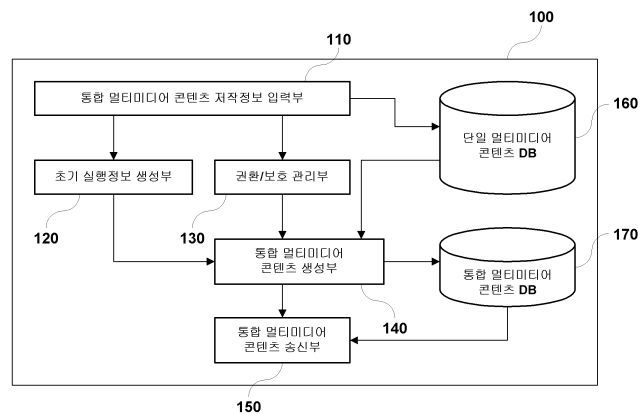 100
110
통합 멀티미디어 콘텐츠 저작정보 입력부
160
단일 멀티미디어
콘텐츠 DB
초기 실행정보 생성부
권환/보호 관리부
120
130
170
통합 멀티미디어
콘텐츠 생성부
통합 멀티미티어
콘텐츠 DB
140
통합 멀티미디어
콘텐츠 송신부
150